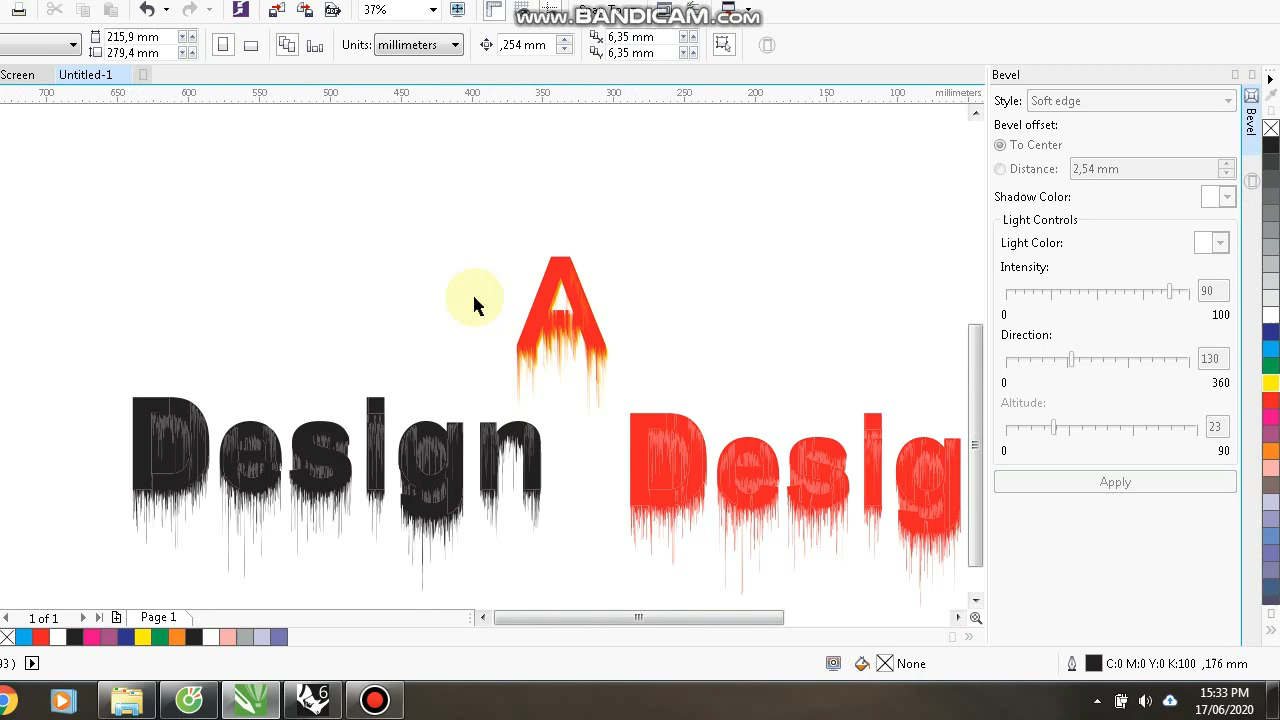 37%
www.BANDICAM.com
215,9 mm
279,4 mm
Units: millimeters
,254 mm
6,35 mm
6,35 mm
Screen
Untitled-1
700 650 600 550 500 450 400 350 300 250 200 150 100 millimeters
A
Design
Desig
Bevel
Style: Soft edge
Bevel offset:
To Center
Distance: 2,54 mm
Shadow Color:
Light Controls
Light Color:
Intensity:
90
0 100
Direction:
130
0 360
Altitude:
23
0 90
Apply
Bevel
1 of 1
Page 1
93 )
None
C:0 M:0 Y:0 K:100 ,176 mm
6
15:33 PM
17/06/2020